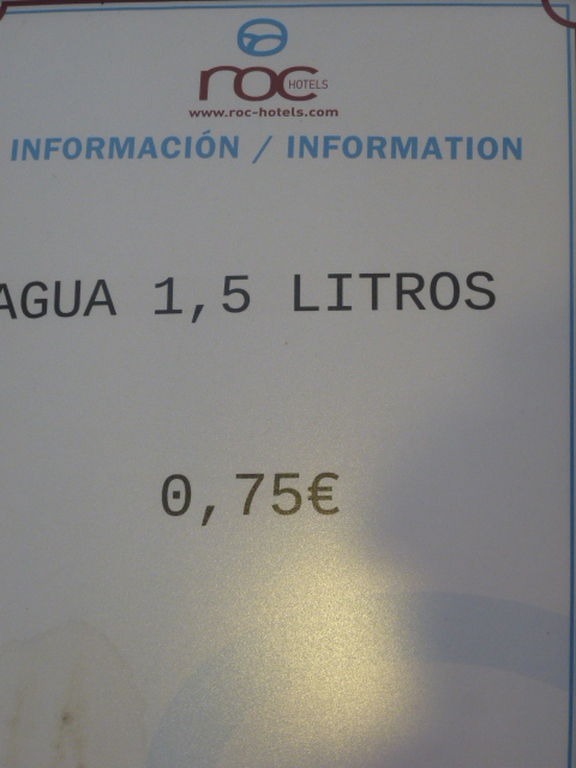 roc HOTELS
www.roc-hotels.com
INFORMACIÓN / INFORMATION
AGUA 1,5 LITROS
0,75€